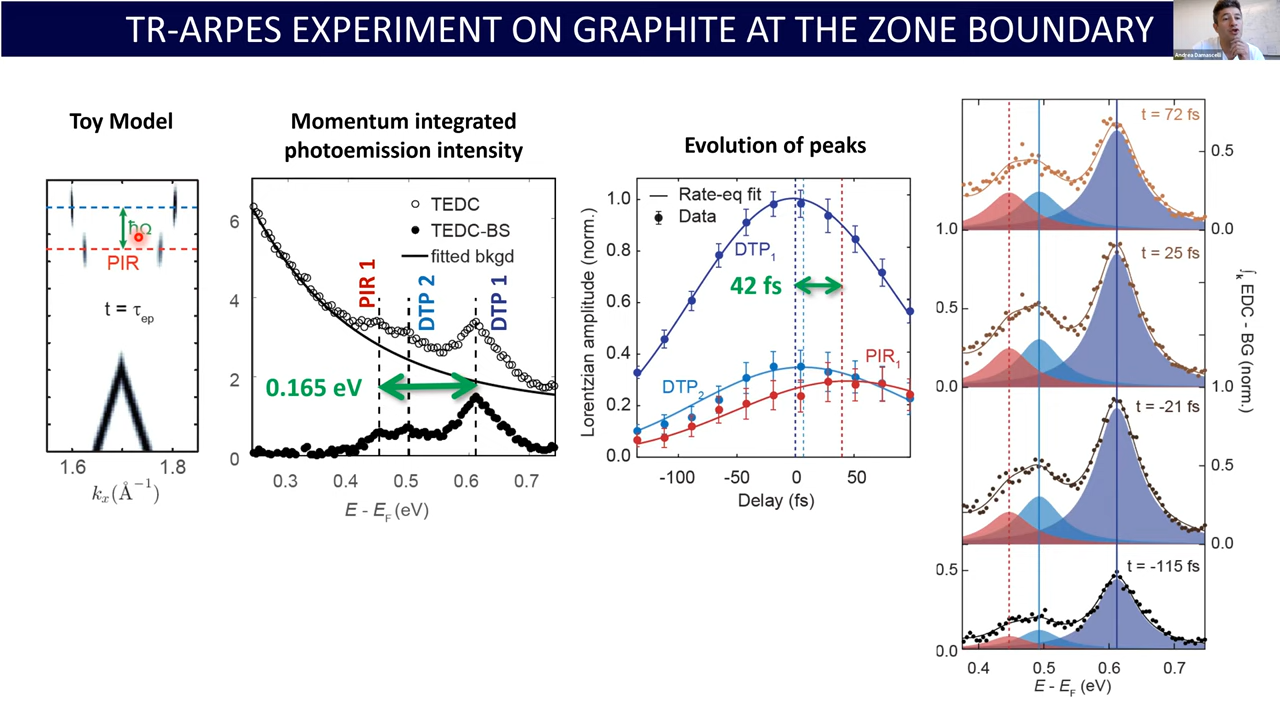 TR-ARPES EXPERIMENT ON GRAPHITE AT THE ZONE BOUNDARY
Andrea Damascelli
Toy Model
ħΩ
PIR
t = τep
1.6 1.8
kx(Å⁻¹)
Momentum integrated
photoemission intensity
TEDC
TEDC-BS
fitted bkgd
PIR 1
DTP 2
DTP 1
0.165 eV
6
4
2
0
0.3 0.4 0.5 0.6 0.7
E - EF (eV)
Evolution of peaks
Rate-eq fit
Data
DTP1
42 fs
PIR1
DTP2
Lorentzian amplitude (norm.)
1.0
0.8
0.6
0.4
0.2
0.0
-100 -50 0 50
Delay (fs)
t = 72 fs
0.5
1.0 0.0
t = 25 fs
0.5
0.0 1.0
t = -21 fs
0.5
0.0
t = -115 fs
0.5
0.0
0.4 0.5 0.6 0.7
E - EF (eV)
∫k EDC - BG (norm.)